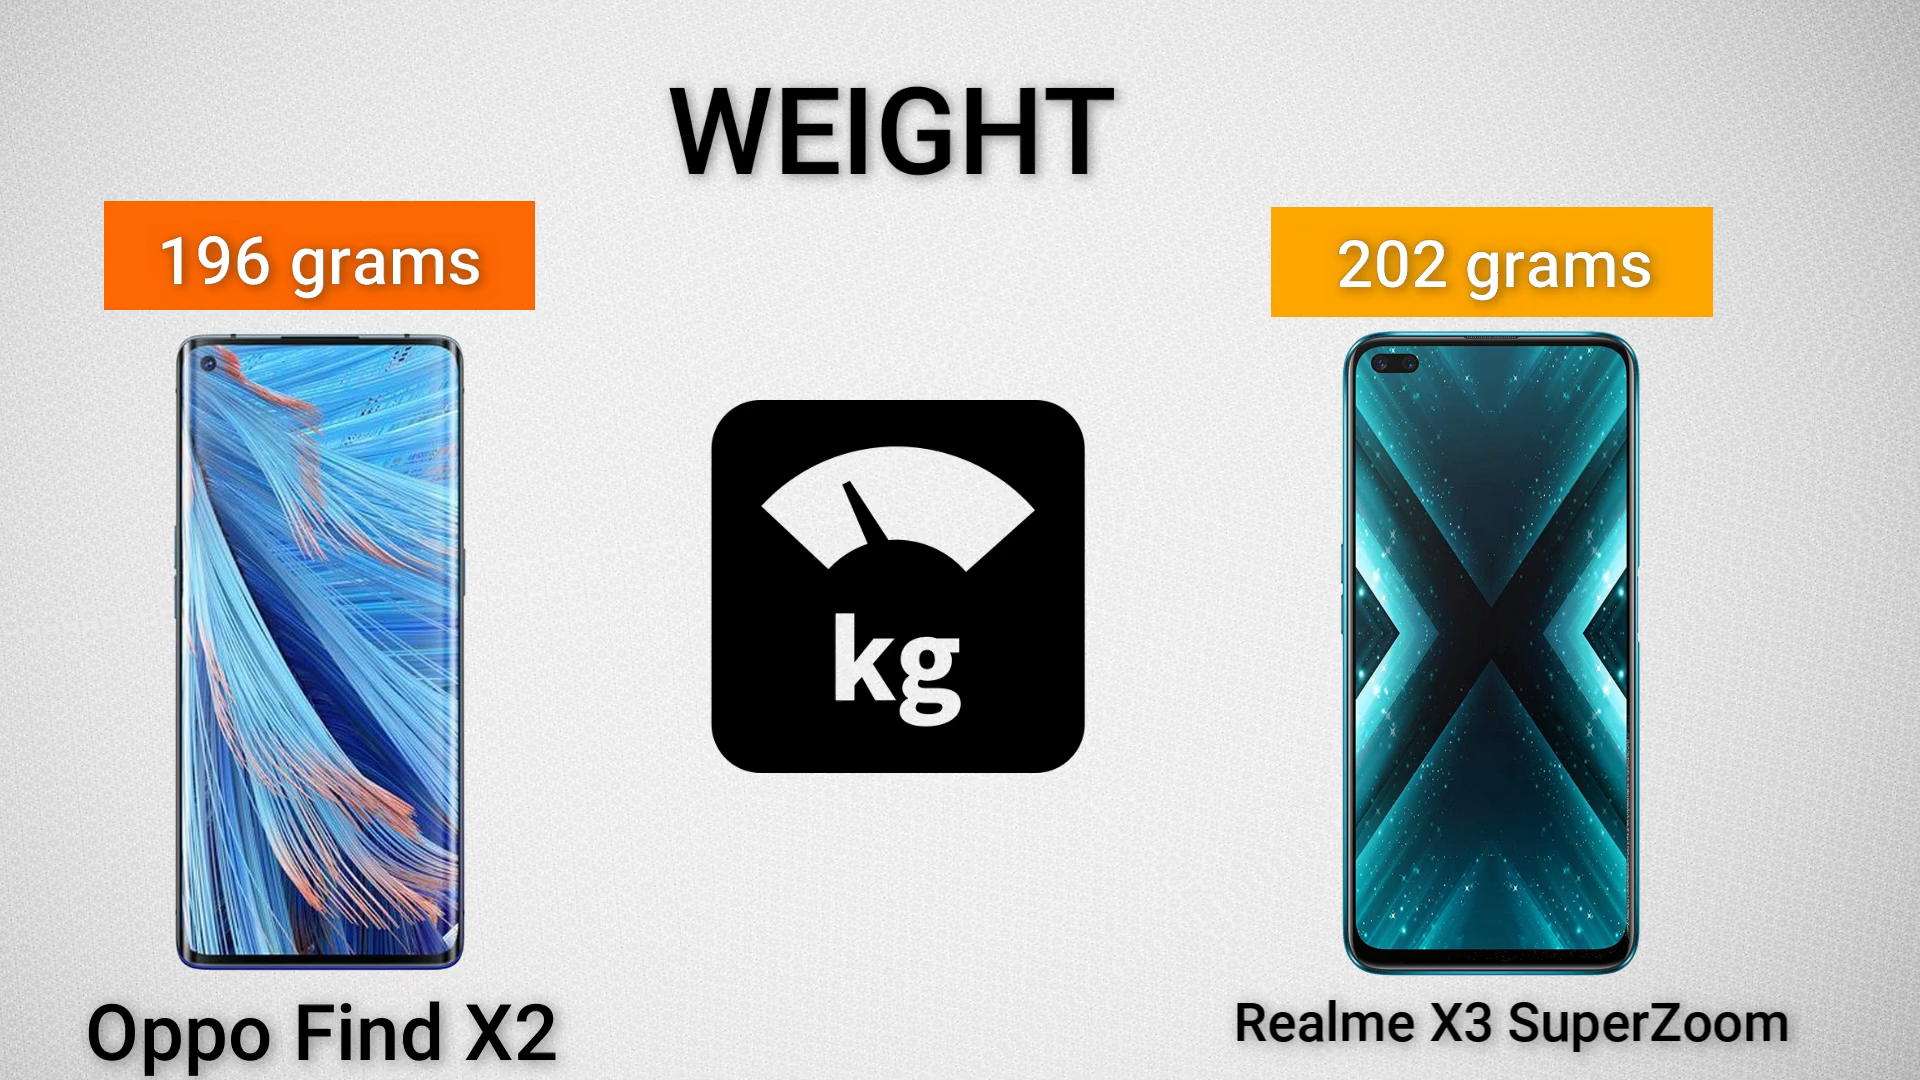 WEIGHT
196 grams
202 grams
kg
Oppo Find X2
Realme X3 SuperZoom